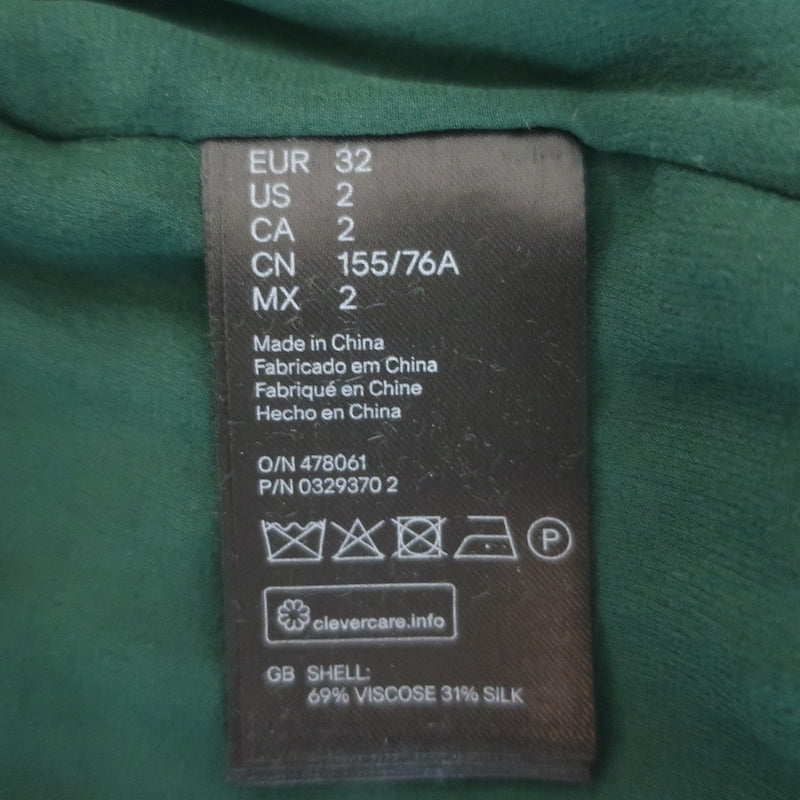 EUR 32
US 2
CA 2
CN 155/76A
MX 2
Made in China
Fabricado em China
Fabriqué en Chine
Hecho en China
O/N 478061
P/N 0329370 2
P
clevercare.info
GB SHELL:
69% VISCOSE 31% SILK